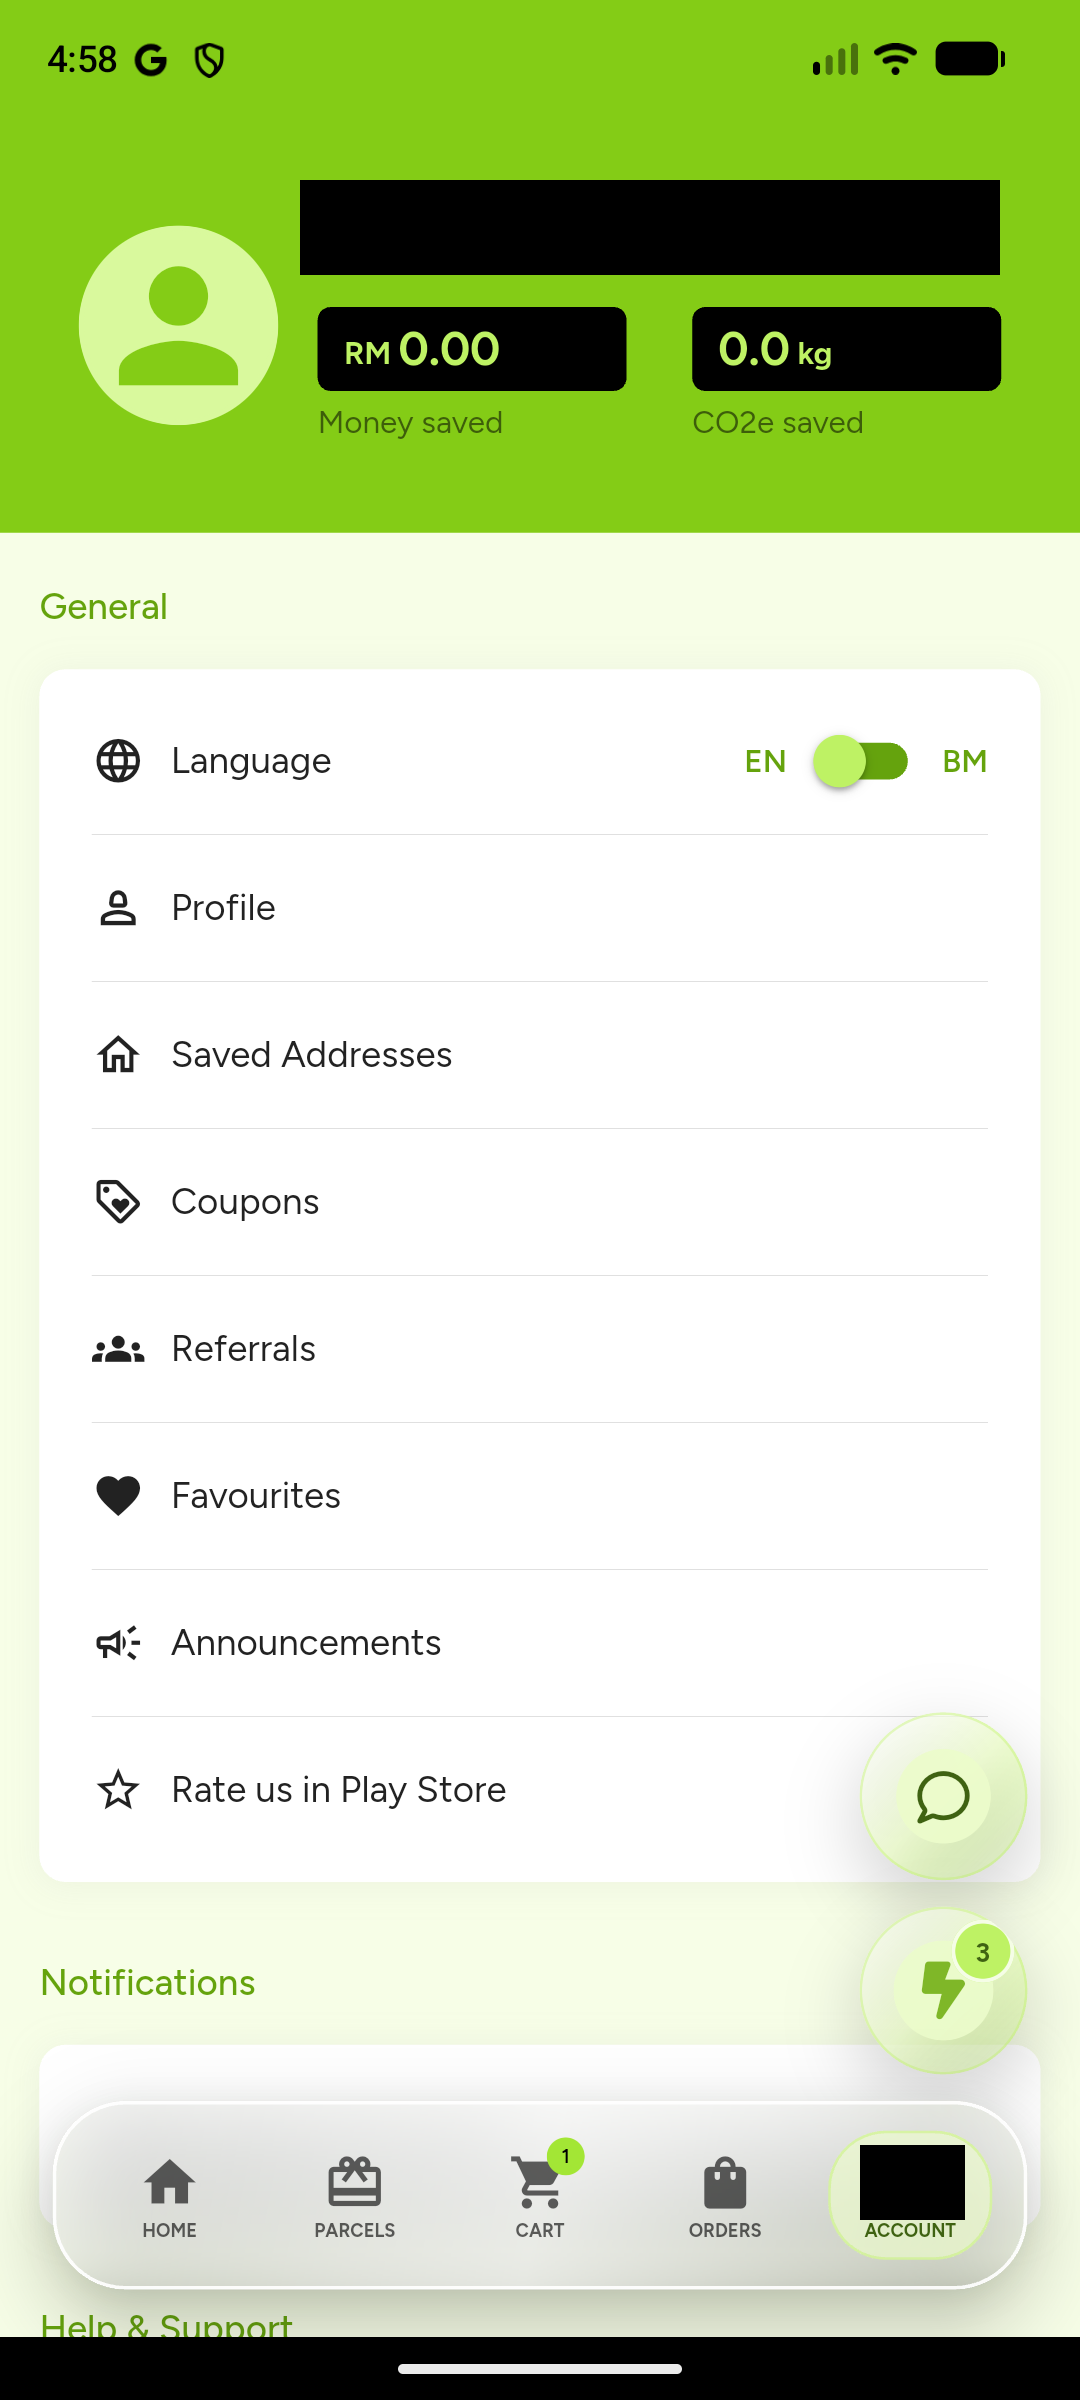 4:58
RM 0.00
0.0 kg
Money saved
CO2e saved
General
Language
EN
BM
Profile
Saved Addresses
Coupons
Referrals
Favourites
Announcements
Rate us in Play Store
Notifications
3
1
HOME
PARCELS
CART
ORDERS
ACCOUNT
Help & Support